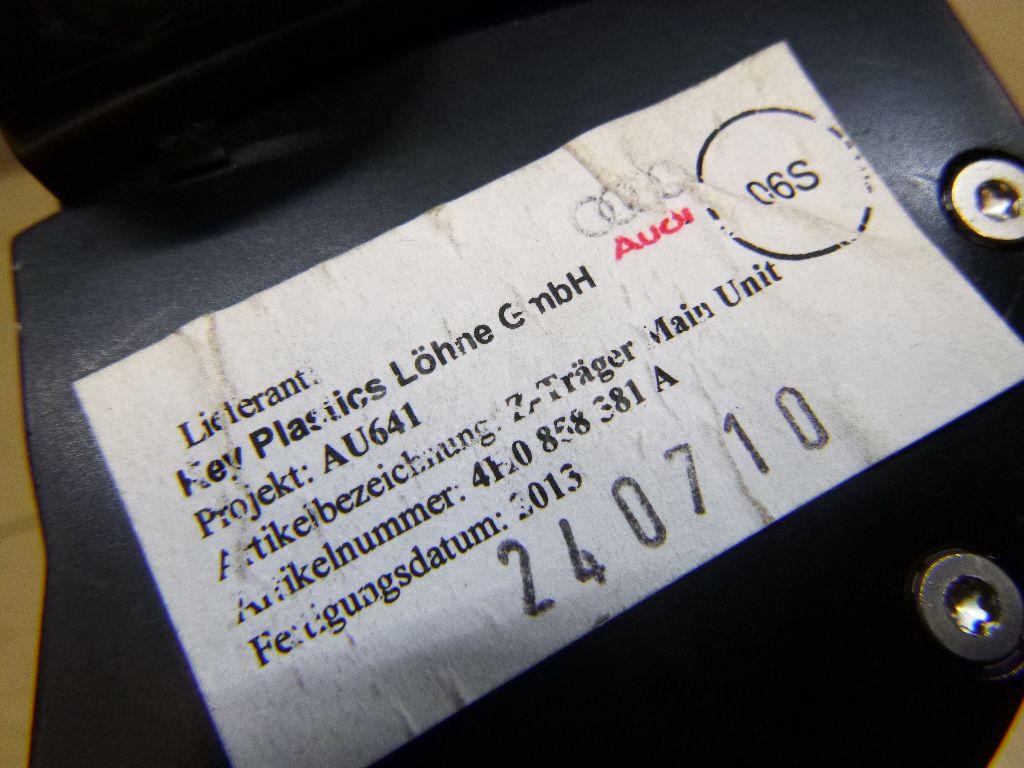 AUDI
06S
Lieferant:
Key Plastics Löhne GmbH
Projekt: AU641
Artikelbezeichnung: Z-Träger Main Unit
Artikelnummer: 4H0 858 381 A
Fertigungsdatum: 2013
240710